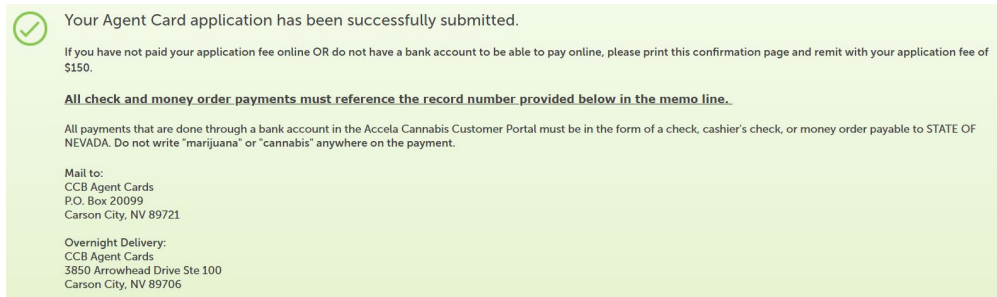 Your Agent Card application has been successfully submitted.
If you have not paid your application fee online OR do not have a bank account to be able to pay online, please print this confirmation page and remit with your application fee of
$150.
All check and money order payments must reference the record number provided below in the memo line.
All payments that are done through a bank account in the Accela Cannabis Customer Portal must be in the form of a check, cashier's check, or money order payable to STATE OF
NEVADA. Do not write "marijuana" or "cannabis" anywhere on the payment.
Mail to:
CCB Agent Cards
P.O. Box 20099
Carson City, NV 89721
Overnight Delivery:
CCB Agent Cards
3850 Arrowhead Drive Ste 100
Carson City, NV 89706